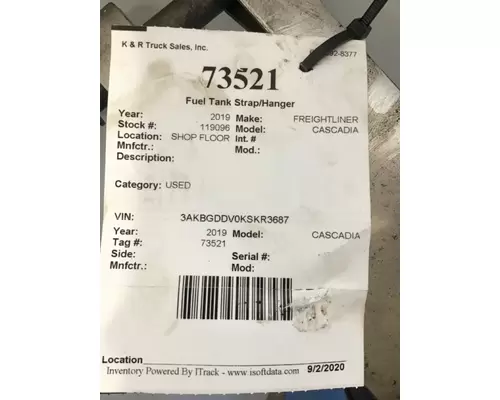 K & R Truck Sales, Inc.
92-8377
73521
Fuel Tank Strap/Hanger
Year: 2019 Make: FREIGHTLINER
Stock #: 119096 Model: CASCADIA
Location: SHOP FLOOR Int. #
Mnfctr.: Mod.:
Description:
Category: USED
VIN: 3AKBGDDV0KSKR3687
Year: 2019 Model: CASCADIA
Tag #: 73521
Side: Serial #:
Mnfctr.: Mod:
Location
Inventory Powered By ITrack - www.isoftdata.com 9/2/2020